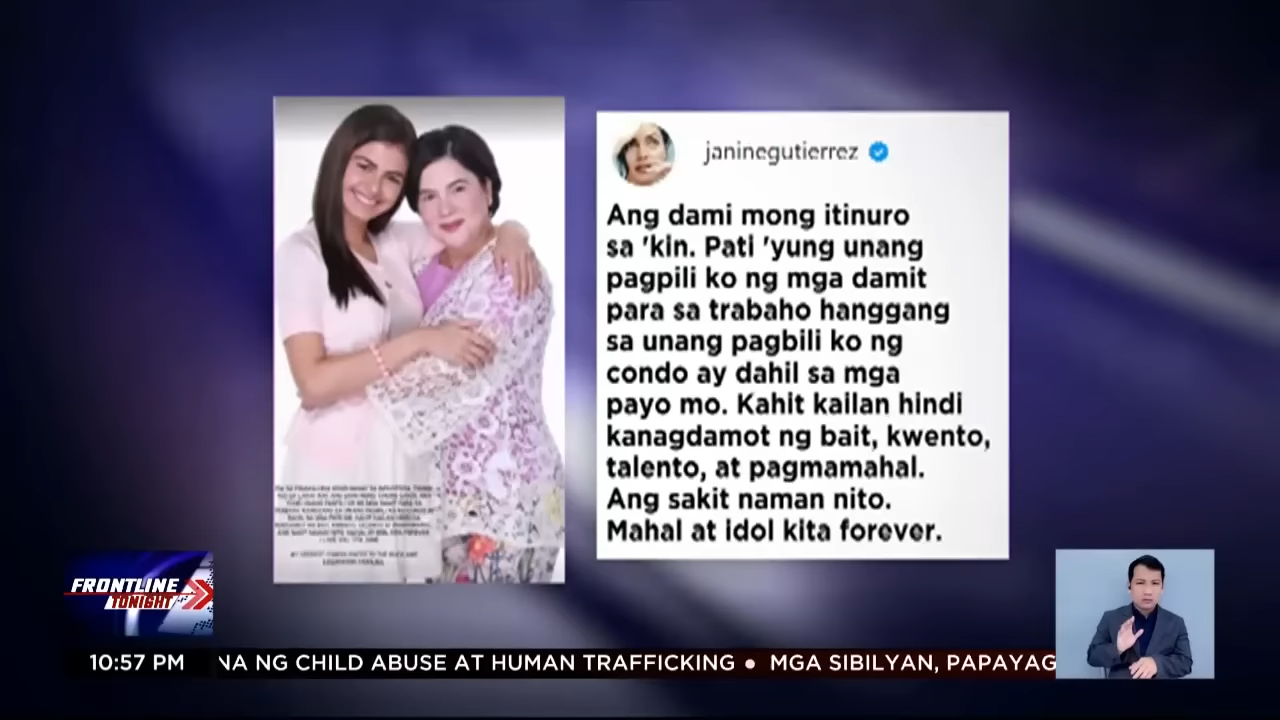 janinegutierrez
Ang dami mong itinuro
sa 'kin. Pati 'yung unang
pagpili ko ng mga damit
para sa trabaho hanggang
sa unang pagbili ko ng
condo ay dahil sa mga
payo mo. Kahit kailan hindi
kanagdamot ng bait, kwento,
talento, at pagmamahal.
Ang sakit naman nito.
Mahal at idol kita forever.
FRONTLINE
TONIGHT
10:57 PM
NA NG CHILD ABUSE AT HUMAN TRAFFICKING ● MGA SIBILYAN, PAPAYAG